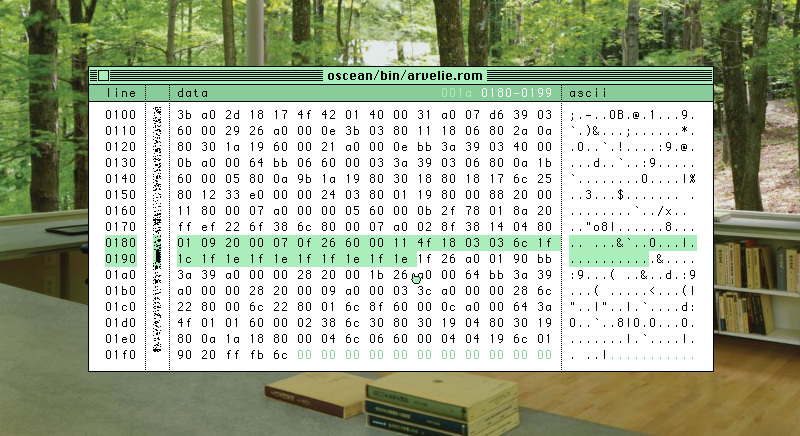 oscean/bin/arvelie.rom
line data 001a 0180-0199 ascii
0100 3b a0 2d 18 17 4f 42 01 40 00 31 a0 07 d6 39 03 ;.-..OB.@.1...9.
0110 60 00 29 26 a0 00 0e 3b 03 80 11 18 06 80 2a 0a `.)&...;......*.
0120 80 30 1a 19 60 00 21 a0 00 0e bb 3a 39 03 40 00 .0..`.!....:9.@.
0130 0b a0 00 64 bb 06 60 00 03 3a 39 03 06 80 0a 1b ...d..`..:9.....
0140 60 00 05 80 0a 9b 1a 19 80 30 18 80 18 17 6c 25 `........0....l%
0150 80 12 33 e0 00 00 24 03 80 01 19 80 00 88 20 00 ..3...$....... .
0160 11 80 00 07 a0 00 00 05 60 00 0b 2f 78 01 8a 20 ........`../x..
0170 ff ef 22 6f 38 6c 80 00 07 a0 02 8f 38 14 04 80 .."o8l......8...
0180 01 09 20 00 07 0f 26 60 00 11 4f 18 03 03 6c 1f .. ...&`..O...l.
0190 1c 1f 1e 1f 1e 1f 1f 1e 1f 1e 1f 26 a0 01 90 bb ...........&....
01a0 3a 39 a0 00 00 28 20 00 1b 26 a0 00 64 bb 3a 39 :9...( ..&..d.:9
01b0 a0 00 00 28 20 00 09 a0 00 03 3c a0 00 00 28 6c ...( .....<...(l
01c0 22 80 00 6c 22 80 01 6c 8f 60 00 0c a0 00 64 3a "..l"..l.`....d:
01d0 4f 01 01 60 00 02 38 6c 30 80 30 19 04 80 30 19 O..`..8l0.0...0.
01e0 80 0a 1a 18 80 00 04 6c 06 60 00 04 04 19 6c 01 .......l.`....l.
01f0 90 20 ff fb 6c 00 00 00 00 00 00 00 00 00 00 00 . ..l...........